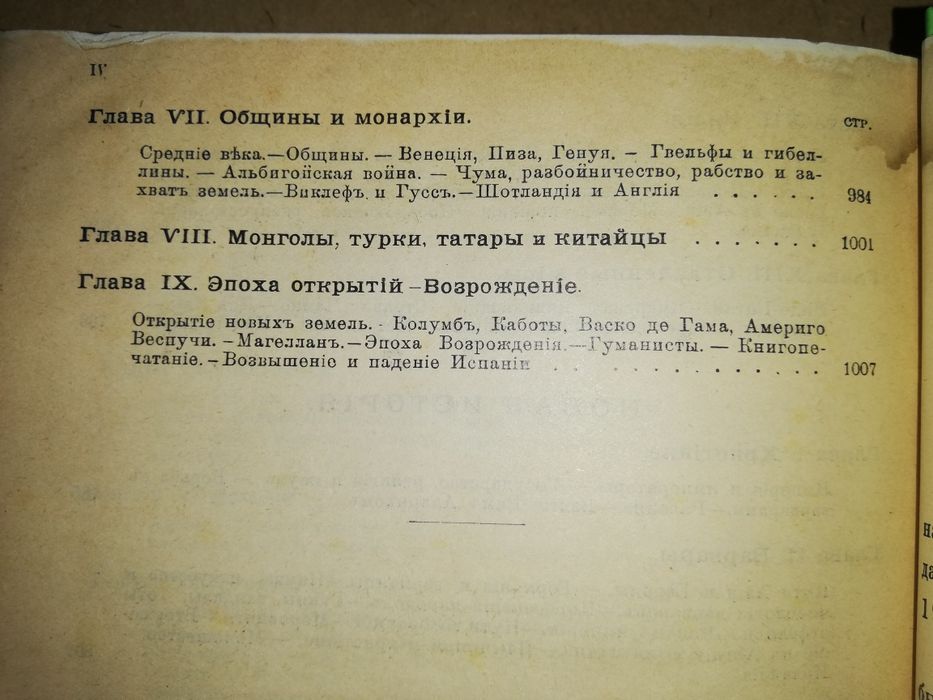 IV
Глава VII. Общины и монархіи.
СТР.
Средніе вѣка.—Общины. — Венеція, Пиза, Генуя. – Гвельфы и гибел-
лины. — Альбигойская война. — Чума, разбойничество, рабство и за-
хватъ земель.—Виклефъ и Гуссъ.—Шотландія и Англія . . . . . . 984
Глава VIII. Монголы, турки, татары и китайцы . . . . . . . 1001
Глава IX. Эпоха открытій–Возрожденіе.
Открытіе новыхъ земель. - Колумбъ, Каботы, Васко де Гама, Америго
Веспучи. –Магелланъ.—Эпоха Возрожденія.—Гуманисты. — Книгопе-
чатаніе. –Возвышеніе и паденіе Испаніи . . . . . . . . . . . . 1007